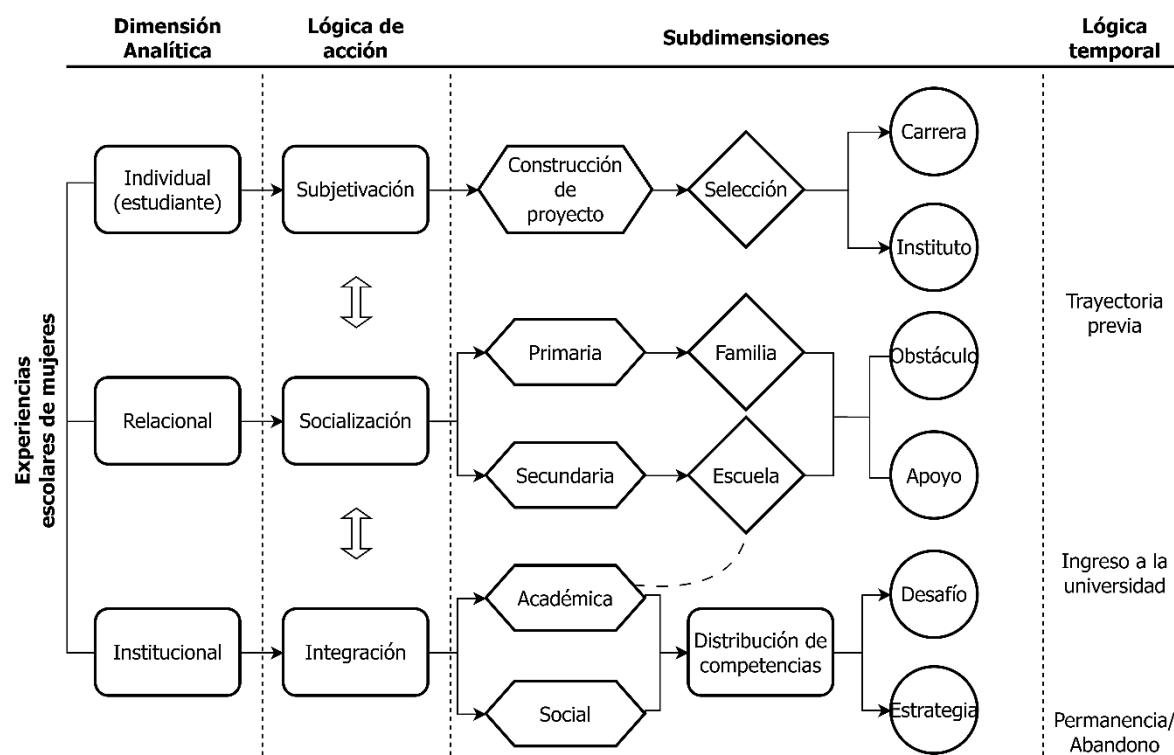 Dimensión
Analítica
Lógica de
acción
Subdimensiones
Lógica
temporal
Experiencias
escolares de mujeres
Individual
(estudiante)
Subjetivación
Construcción
de
proyecto
Selección
Carrera
Instituto
Trayectoria
previa
Relacional
Socialización
Primaria
Familia
Obstáculo
Secundaria
Escuela
Apoyo
Ingreso a la
universidad
Institucional
Integración
Académica
Social
Distribución de
competencias
Desafío
Estrategia
Permanencia/
Abandono